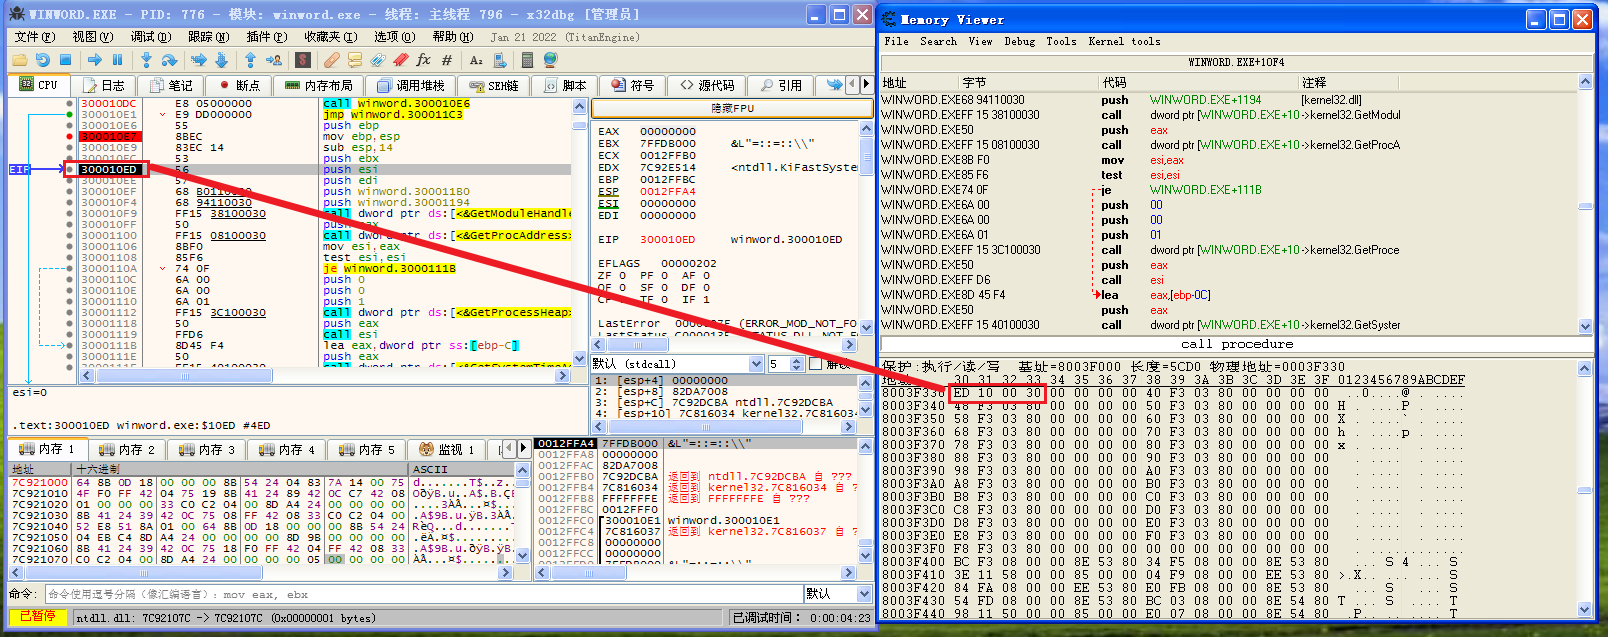 WINWORD.EXE - PID: 776 - 模块: winword.exe - 线程: 主线程 796 - x32dbg [管理员]
文件(F) 视图(V) 调试(D) 跟踪(N) 插件(P) 收藏夹(I) 选项(O) 帮助(H) Jan 21 2022 (TitanEngine)
CPU 日志 笔记 断点 内存布局 调用堆栈 SEH链 脚本 符号 源代码 引用
300010DC E8 05000000 call winword.300010E6
300010E1 E9 DD000000 jmp winword.300011C3
55 push ebp
300010E7 8BEC mov ebp,esp
300010E9 83EC 14 sub esp,14
300010EC 53 push ebx
EIP 300010ED 56 push esi
300010EE 57 push edi
300010EF 68 B0110030 push winword.300011B0
300010F4 68 94110030 push winword.30001194
300010F9 FF15 38100030 call dword ptr ds:[<&GetModuleHandle
300010FF 50 push eax
30001100 FF15 08100030 call dword ptr ds:[<&GetProcAddress>
30001106 8BF0 mov esi,eax
30001108 85F6 test esi,esi
3000110A 74 0F je winword.3000111B
3000110C 6A 00 push 0
3000110E 6A 00 push 0
30001110 6A 01 push 1
30001112 FF15 3C100030 call dword ptr ds:[<&GetProcessHeap>
30001118 50 push eax
30001119 FFD6 call esi
3000111B 8D45 F4 lea eax,dword ptr ss:[ebp-C]
3000111E 50 push eax
esi=0
.text:300010ED winword.exe:$10ED #4ED
隐藏FPU
EAX 00000000
EBX 7FFDB000 &L"=::=::\\"
ECX 0012FFB0
EDX 7C92E514 <ntdll.KiFastSyste
EBP 0012FFBC
ESP 0012FFA4
ESI 00000000
EDI 00000000
EIP 300010ED winword.300010ED
EFLAGS 00000202
ZF 0 PF 0 AF 0
OF 0 SF 0 DF 0
TF 0 IF 1
LastError
(ERROR_MOD_NOT_FO
默认 (stdcall) 5
1: [esp+4] 00000000
2: [esp+8] 82DA7008
3: [esp+C] 7C92DCBA ntdll.7C92DCBA
4: [esp+10] 7C816034 kernel32.7C816034
内存 1 内存 2 内存 3 内存 4 内存 5 监视 1
地址 十六进制 ASCII
7C921000 64 8B 0D 18 00 00 00 8B 54 24 04 83 7A 14 00 75
7C921010 4F F0 FF 42 04 75 19 8B 41 24 89 42 0C C7 42 08
7C921020 01 00 00 00 33 C0 C2 04 00 8D A4 24 00 00 00 00
7C921030 8B 41 24 39 42 0C 75 08 FF 42 08 33 C0 C2 04 00
7C921040 52 E8 51 8A 01 00 64 8B 0D 18 00 00 00 8B 54 24
7C921050 04 EB C4 8D A4 24 00 00 00 00 8D 9B 00 00 00 00
7C921060 8B 41 24 39 42 0C 75 18 F0 FF 42 04 FF 42 08 33
7C921070 C0 C2 04 00 8D A4 24 00 00 00 00 05 00 00 00 00
0012FFA4 7FFDB000 &L"=::=::\\"
0012FFA8 00000000
0012FFAC 82DA7008
0012FFB0 7C92DCBA 返回到 ntdll.7C92DCBA 自 ???
0012FFB4 7C816034 返回到 kernel32.7C816034 自 ?
0012FFB8 FFFFFFFE 返回到 FFFFFFFE 自 ???
0012FFBC 0012FFF0
0012FFC0 300010E1 winword.300010E1
0012FFC4 7C816037 返回到 kernel32.7C816037 自 ?
0012FFC8 00000000
0012FFCC 00000000
命令: 命令使用逗号分隔（像汇编语言）: mov eax, ebx 默认
已暂停 ntdll.dll: 7C92107C -> 7C92107C (0x00000001 bytes) 已调试时间: 0:00:04:23
Memory Viewer
File Search View Debug Tools Kernel tools
WINWORD.EXE+10F4
地址 字节 代码 注释
WINWORD.EXE68 94110030 push WINWORD.EXE+1194 [kernel32.dll]
WINWORD.EXEFF 15 38100030 call dword ptr [WINWORD.EXE+10 ->kernel32.GetModul
WINWORD.EXE50 push eax
WINWORD.EXEFF 15 08100030 call dword ptr [WINWORD.EXE+10 ->kernel32.GetProcA
WINWORD.EXE8B F0 mov esi,eax
WINWORD.EXE85 F6 test esi,esi
WINWORD.EXE74 0F je WINWORD.EXE+111B
WINWORD.EXE6A 00 push 00
WINWORD.EXE6A 00 push 00
WINWORD.EXE6A 01 push 01
WINWORD.EXEFF 15 3C100030 call dword ptr [WINWORD.EXE+10 ->kernel32.GetProce
WINWORD.EXE50 push eax
WINWORD.EXEFF D6 call esi
WINWORD.EXE8D 45 F4 lea eax,[ebp-0C]
WINWORD.EXE50 push eax
WINWORD.EXEFF 15 40100030 call dword ptr [WINWORD.EXE+10 ->kernel32.GetSyster
call procedure
保护:执行/读/写 基址=8003F000 长度=5CD0 物理地址=0003F330
30 31 32 33 34 35 36 37 38 39 3A 3B 3C 3D 3E 3F 0123456789ABCDEF
8003F330 ED 10 00 30 00 00 00 00 40 F3 03 80 00 00 00 00
8003F340 48 F3 03 80 00 00 00 00 50 F3 03 80 00 00 00 00
8003F350 58 F3 03 80 00 00 00 00 60 F3 03 80 00 00 00 00
8003F360 68 F3 03 80 00 00 00 00 70 F3 03 80 00 00 00 00
8003F370 78 F3 03 80 00 00 00 00 80 F3 03 80 00 00 00 00
8003F380 88 F3 03 80 00 00 00 00 90 F3 03 80 00 00 00 00
8003F390 98 F3 03 80 00 00 00 00 A0 F3 03 80 00 00 00 00
8003F3A0 A8 F3 03 80 00 00 00 00 B0 F3 03 80 00 00 00 00
8003F3B0 B8 F3 03 80 00 00 00 00 C0 F3 03 80 00 00 00 00
8003F3C0 C8 F3 03 80 00 00 00 00 D0 F3 03 80 00 00 00 00
8003F3D0 D8 F3 03 80 00 00 00 00 E0 F3 03 80 00 00 00 00
8003F3E0 E8 F3 03 80 00 00 00 00 F0 F3 03 80 00 00 00 00
8003F3F0 F8 F3 03 80 00 00 00 00 00 F4 03 80 00 00 00 00
8003F400 BC F3 03 80 00 00 8E 53 80 34 F5 08 00 00 8E 53 80
8003F410 3E 11 58 00 00 85 00 00 04 F9 08 00 00 EE 53 80
8003F420 84 FA 08 00 00 EE 53 80 E0 FB 08 00 00 8E 53 80
8003F430 54 FD 08 00 00 8E 53 80 BC 03 08 00 00 8E 54 80
8003F440 98 11 50 00 00 85 00 00 E0 07 08 00 00 8E 54 80